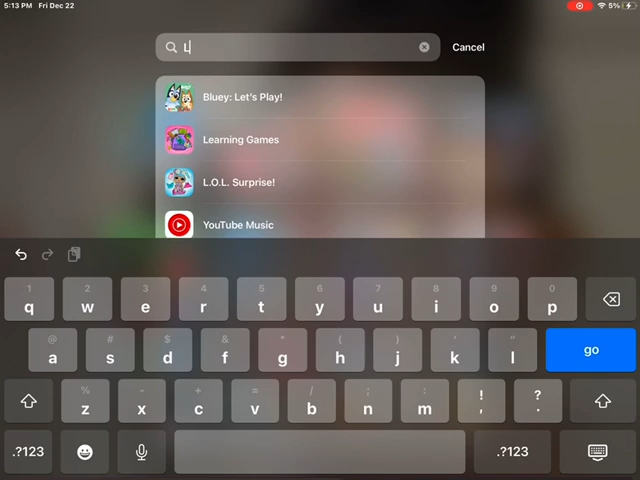 5:13 PM Fri Dec 22 5%
L Cancel
Bluey: Let's Play!
Learning Games
L.O.L. Surprise!
YouTube Music
1 2 3 4 5 6 7 8 9 0
q w e r t y u i o p
@ # $ & * ( ) ' "
a s d f g h j k l go
% - + = / ; : ! ?
z x c v b n m , .
.?123 .?123